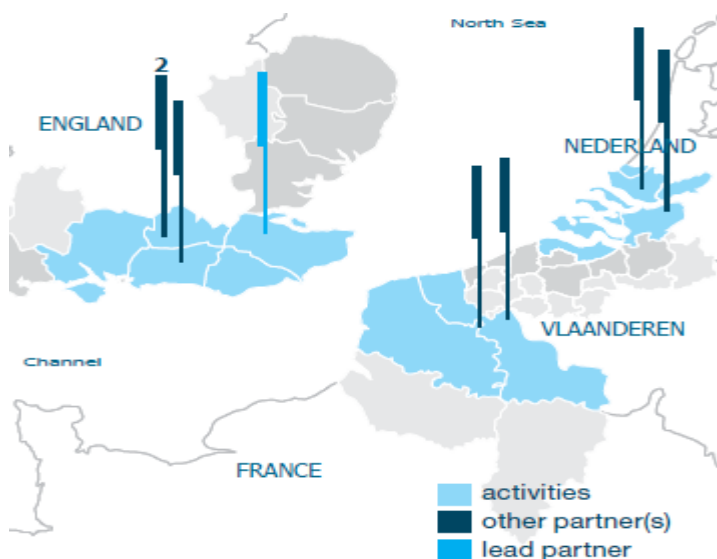 North Sea
2
ENGLAND
NEDERLAND
VLAANDEREN
Channel
FRANCE
activities
other partner(s)
lead partner